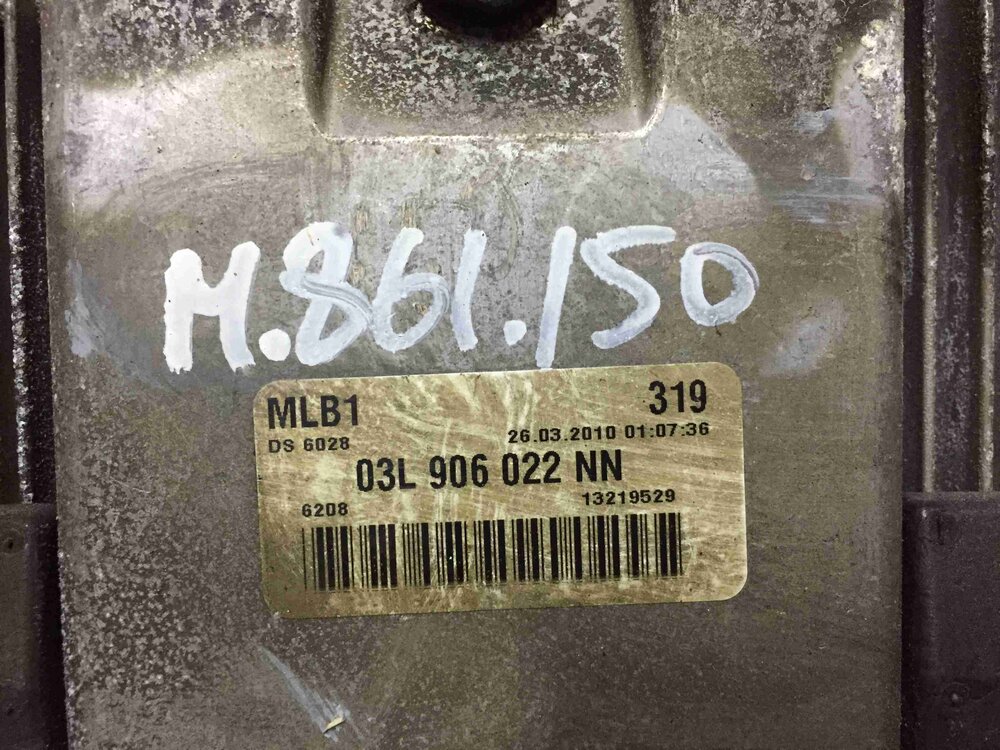 M.861.150
MLB1 319
DS 6028 26.03.2010 01:07:36
03L 906 022 NN
6208 13219529